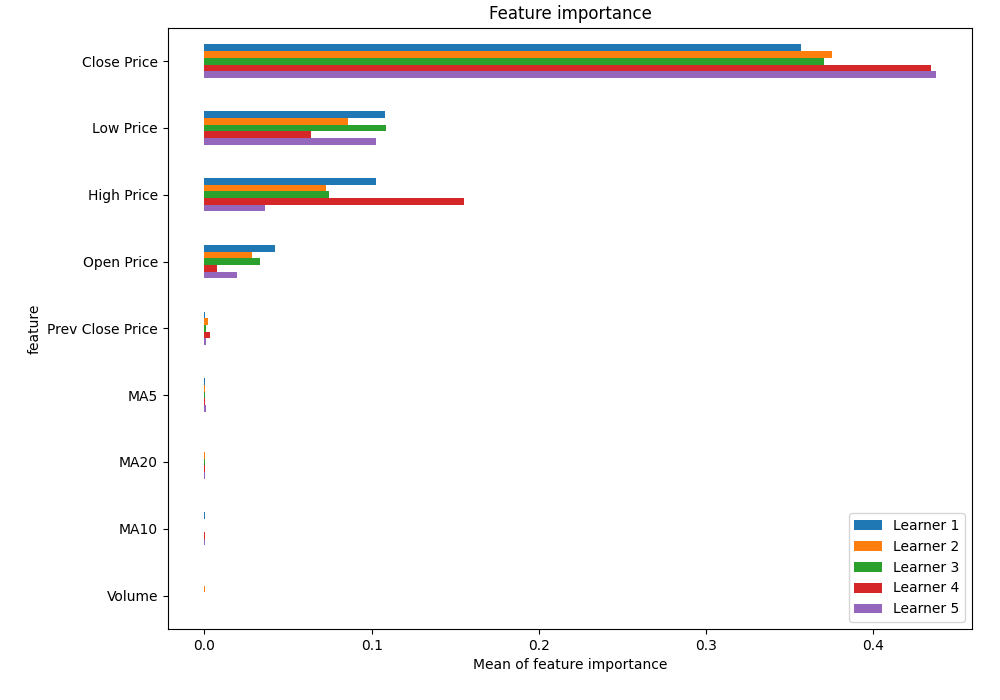 Feature importance
Close Price
Low Price
High Price
Open Price
Prev Close Price
MA5
MA20
MA10
Volume
feature
0.0 0.1 0.2 0.3 0.4
Mean of feature importance
Learner 1
Learner 2
Learner 3
Learner 4
Learner 5